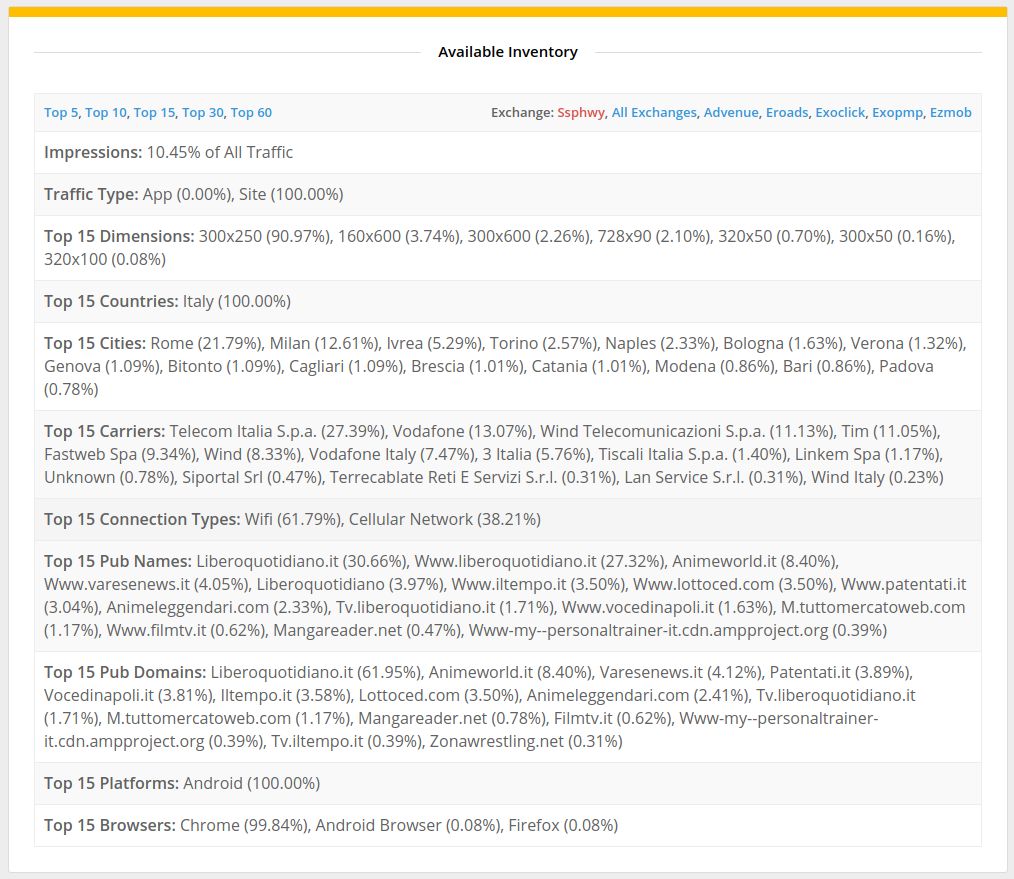 Available Inventory
Top 5, Top 10, Top 15, Top 30, Top 60
Exchange: Ssphwy, All Exchanges, Advenue, Eroads, Exoclick, Exopmp, Ezmob
Impressions: 10.45% of All Traffic
Traffic Type: App (0.00%), Site (100.00%)
Top 15 Dimensions: 300x250 (90.97%), 160x600 (3.74%), 300x600 (2.26%), 728x90 (2.10%), 320x50 (0.70%), 300x50 (0.16%),
320x100 (0.08%)
Top 15 Countries: Italy (100.00%)
Top 15 Cities: Rome (21.79%), Milan (12.61%), Ivrea (5.29%), Torino (2.57%), Naples (2.33%), Bologna (1.63%), Verona (1.32%),
Genova (1.09%), Bitonto (1.09%), Cagliari (1.09%), Brescia (1.01%), Catania (1.01%), Modena (0.86%), Bari (0.86%), Padova
(0.78%)
Top 15 Carriers: Telecom Italia S.p.a. (27.39%), Vodafone (13.07%), Wind Telecomunicazioni S.p.a. (11.13%), Tim (11.05%),
Fastweb Spa (9.34%), Wind (8.33%), Vodafone Italy (7.47%), 3 Italia (5.76%), Tiscali Italia S.p.a. (1.40%), Linkem Spa (1.17%),
Unknown (0.78%), Siportal Srl (0.47%), Terrecablate Reti E Servizi S.r.l. (0.31%), Lan Service S.r.l. (0.31%), Wind Italy (0.23%)
Top 15 Connection Types: Wifi (61.79%), Cellular Network (38.21%)
Top 15 Pub Names: Liberoquotidiano.it (30.66%), Www.liberoquotidiano.it (27.32%), Animeworld.it (8.40%),
Www.varesenews.it (4.05%), Liberoquotidiano (3.97%), Www.iltempo.it (3.50%), Www.lottoced.com (3.50%), Www.patentati.it
(3.04%), Animeleggendari.com (2.33%), Tv.liberoquotidiano.it (1.71%), Www.vocedinapoli.it (1.63%), M.tuttomercatoweb.com
(1.17%), Www.filmtv.it (0.62%), Mangareader.net (0.47%), Www-my--personaltrainer-it.cdn.ampproject.org (0.39%)
Top 15 Pub Domains: Liberoquotidiano.it (61.95%), Animeworld.it (8.40%), Varesenews.it (4.12%), Patentati.it (3.89%),
Vocedinapoli.it (3.81%), Iltempo.it (3.58%), Lottoced.com (3.50%), Animeleggendari.com (2.41%), Tv.liberoquotidiano.it
(1.71%), M.tuttomercatoweb.com (1.17%), Mangareader.net (0.78%), Filmtv.it (0.62%), Www-my--personaltrainer-
it.cdn.ampproject.org (0.39%), Tv.iltempo.it (0.39%), Zonawrestling.net (0.31%)
Top 15 Platforms: Android (100.00%)
Top 15 Browsers: Chrome (99.84%), Android Browser (0.08%), Firefox (0.08%)